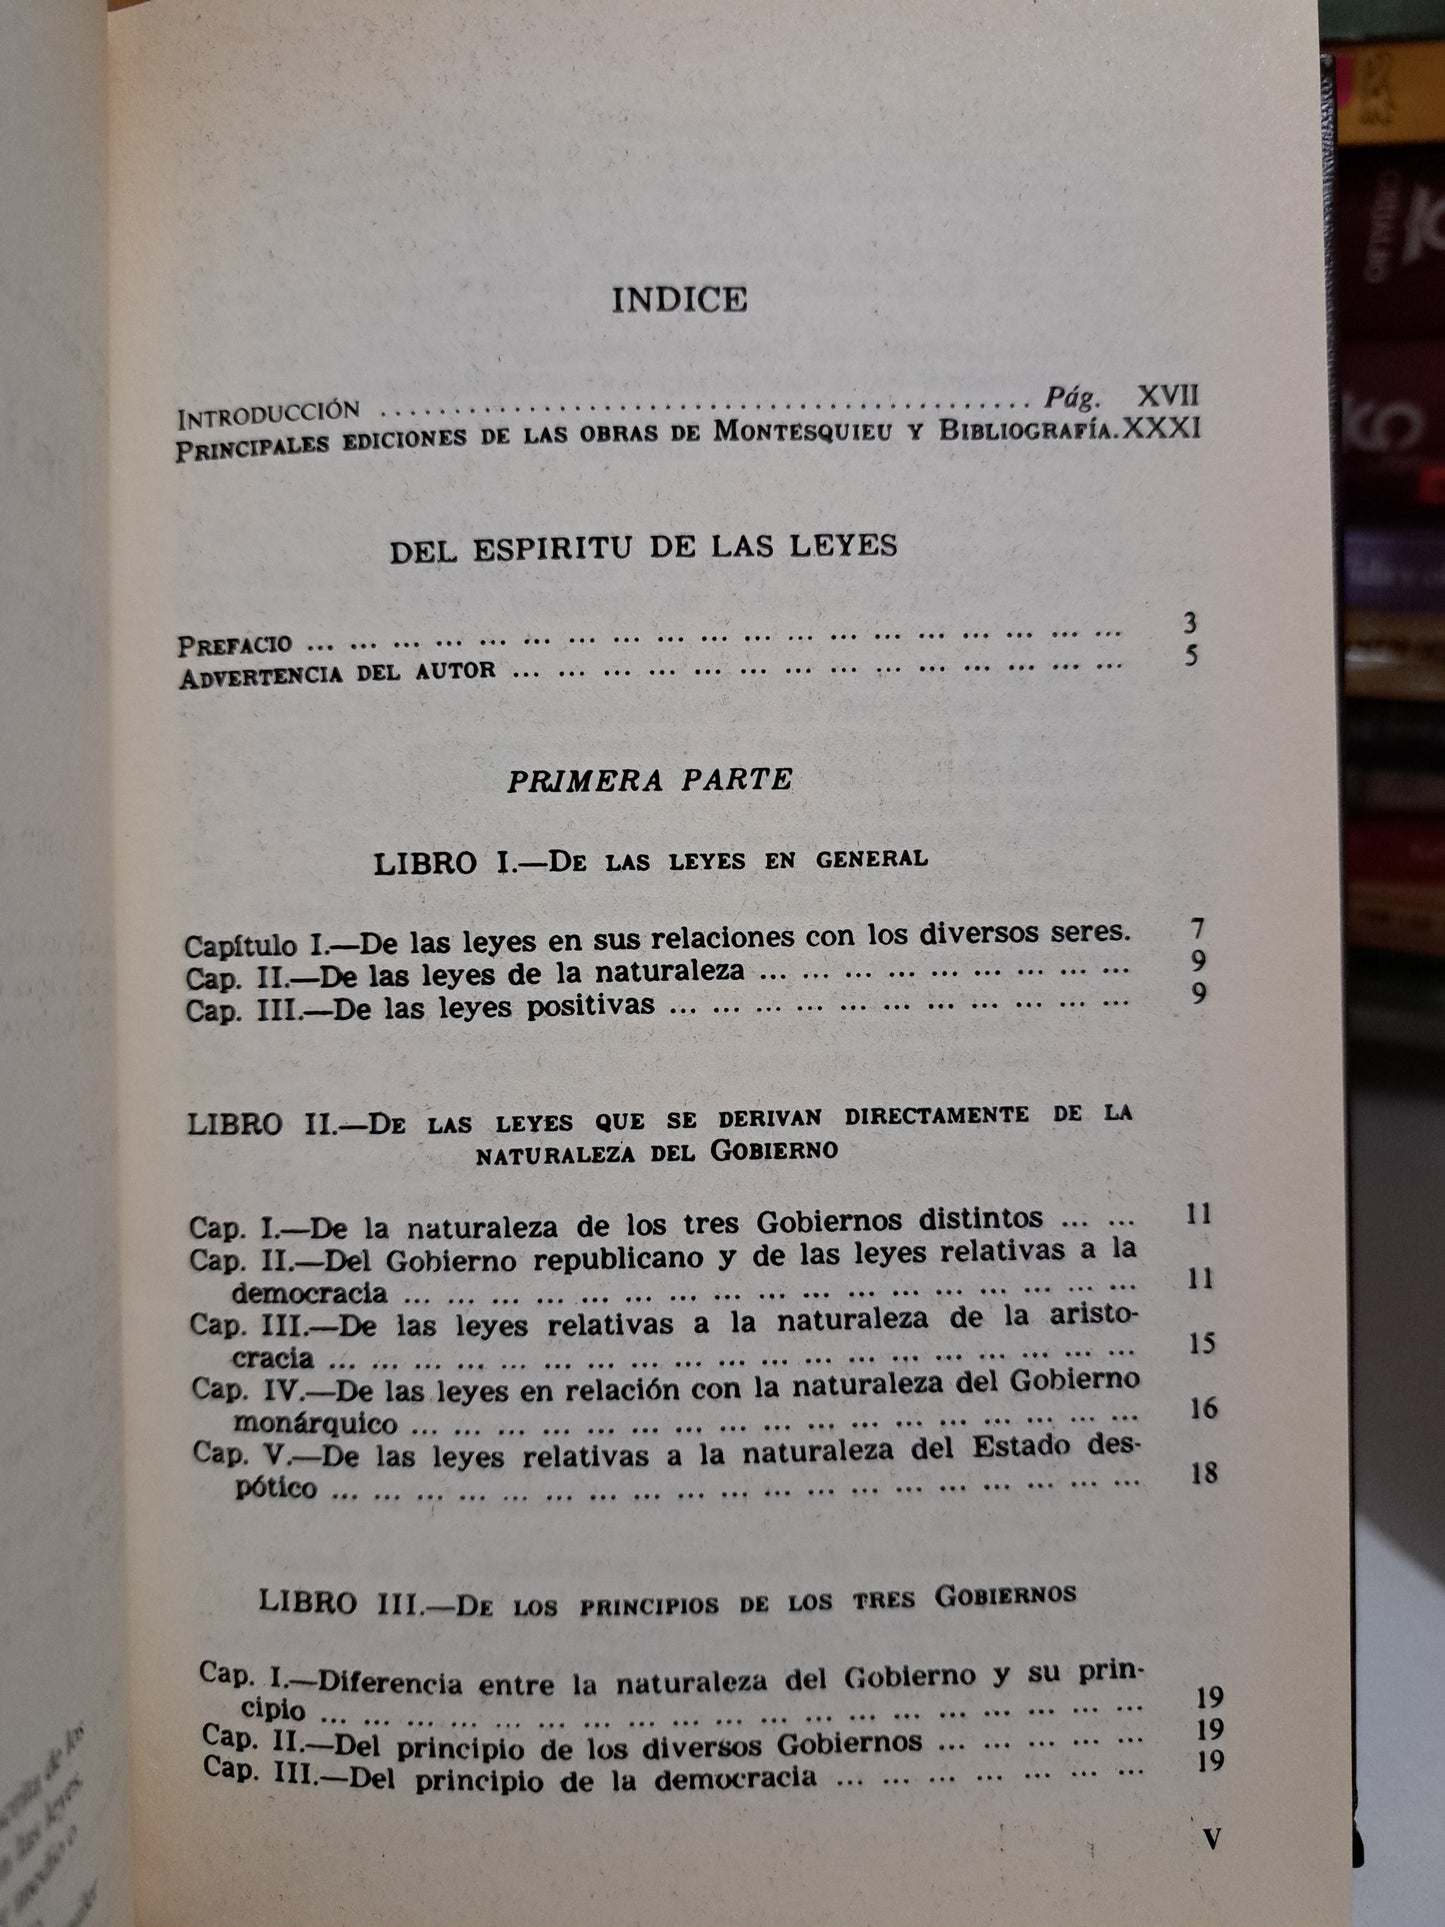 INDICE
INTRODUCCIÓN ............................................. Pág. XVII
PRINCIPALES EDICIONES DE LAS OBRAS DE MONTESQUIEU Y BIBLIOGRAFÍA.XXXI
DEL ESPIRITU DE LAS LEYES
PREFACIO ... ... ... ... ... ... ... ... ... ... ... ... ... ... ... ... ... ... ... 3
ADVERTENCIA DEL AUTOR ... ... ... ... ... ... ... ... ... ... ... ... ... ... 5
PRIMERA PARTE
LIBRO I.—DE LAS LEYES EN GENERAL
Capítulo I.—De las leyes en sus relaciones con los diversos seres. 7
Cap. II.—De las leyes de la naturaleza ... ... ... ... ... ... ... ... ... 9
Cap. III.—De las leyes positivas ... ... ... ... ... ... ... ... ... ... ... 9
LIBRO II.—DE LAS LEYES QUE SE DERIVAN DIRECTAMENTE DE LA
NATURALEZA DEL GOBIERNO
Cap. I.—De la naturaleza de los tres Gobiernos distintos ... ... 11
Cap. II.—Del Gobierno republicano y de las leyes relativas a la
democracia ... ... ... ... ... ... ... ... ... ... ... ... ... ... ... ... ... 11
Cap. III.—De las leyes relativas a la naturaleza de la aristo-
cracia ... ... ... ... ... ... ... ... ... ... ... ... ... ... ... ... ... ... ... 15
Cap. IV.—De las leyes en relación con la naturaleza del Gobierno
monárquico ... ... ... ... ... ... ... ... ... ... ... ... ... ... ... ... ... 16
Cap. V.—De las leyes relativas a la naturaleza del Estado des-
pótico ... ... ... ... ... ... ... ... ... ... ... ... ... ... ... ... ... ... ... 18
LIBRO III.—DE LOS PRINCIPIOS DE LOS TRES GOBIERNOS
Cap. I.—Diferencia entre la naturaleza del Gobierno y su prin-
cipio ... ... ... ... ... ... ... ... ... ... ... ... ... ... ... ... ... ... ... 19
Cap. II.—Del principio de los diversos Gobiernos ... ... ... ... ... 19
Cap. III.—Del principio de la democracia ... ... ... ... ... ... ... 19
V